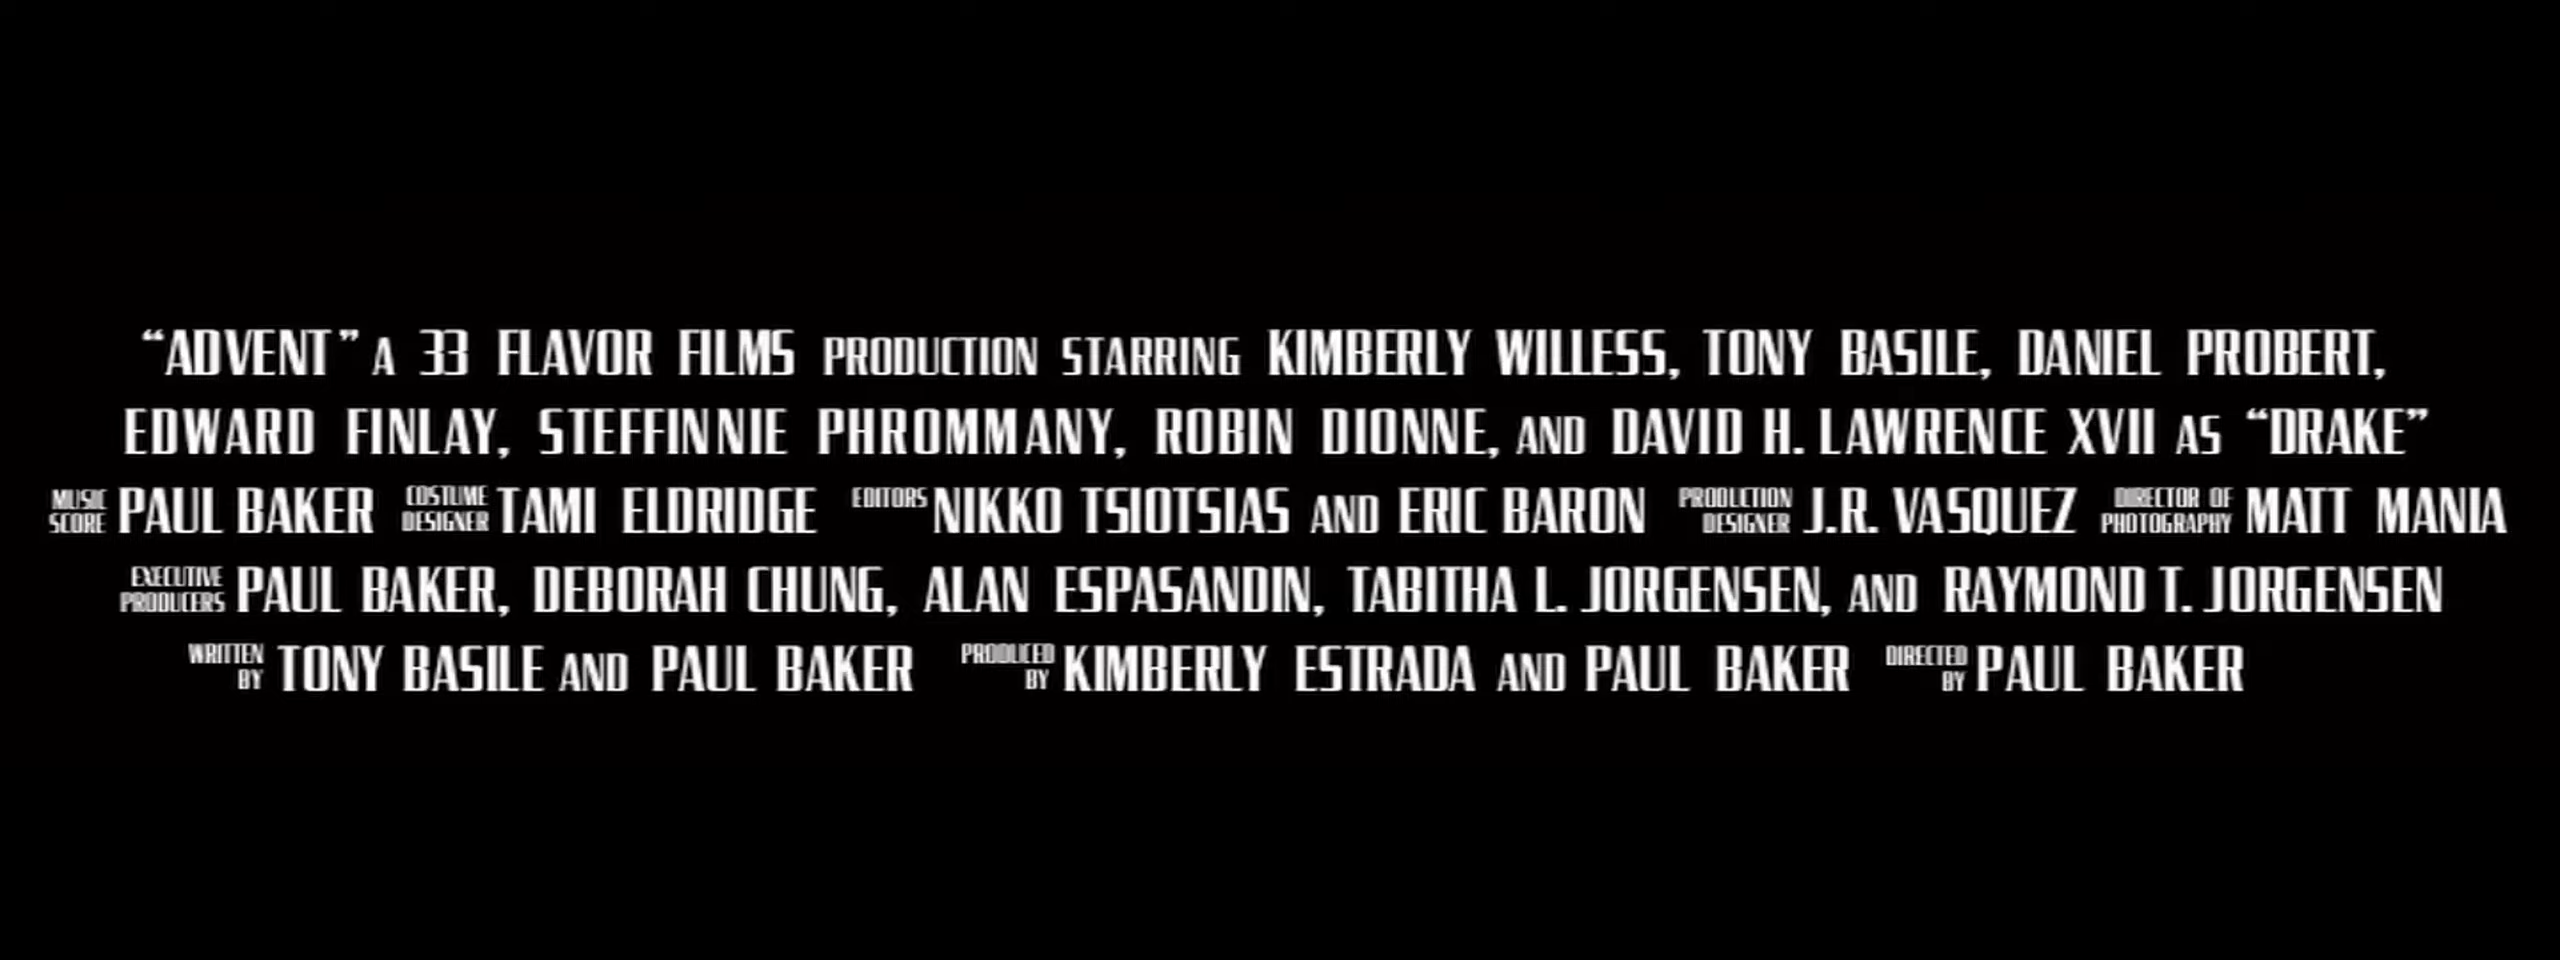 “ADVENT” A 33 FLAVOR FILMS PRODUCTION STARRING KIMBERLY WILLESS, TONY BASILE, DANIEL PROBERT,
EDWARD FINLAY, STEFFINNIE PHROMMANY, ROBIN DIONNE, AND DAVID H. LAWRENCE XVII AS “DRAKE”
MUSIC SCORE PAUL BAKER COSTUME DESIGNER TAMI ELDRIDGE EDITORS NIKKO TSIOTSIAS AND ERIC BARON PRODUCTION DESIGNER J.R. VASQUEZ DIRECTOR OF PHOTOGRAPHY MATT MANIA
EXECUTIVE PRODUCERS PAUL BAKER, DEBORAH CHUNG, ALAN ESPASANDIN, TABITHA L. JORGENSEN, AND RAYMOND T. JORGENSEN
WRITTEN BY TONY BASILE AND PAUL BAKER PRODUCED BY KIMBERLY ESTRADA AND PAUL BAKER DIRECTED BY PAUL BAKER